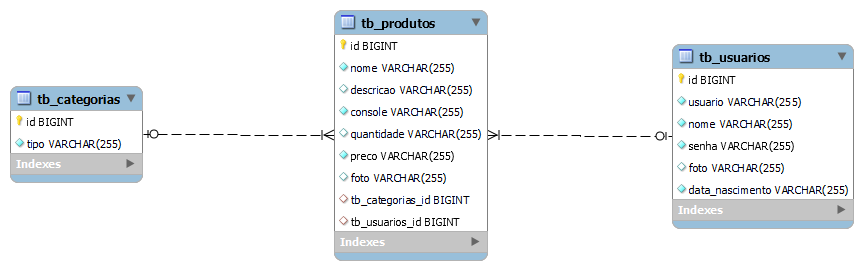 tb_categorias
id BIGINT
tipo VARCHAR(255)
Indexes
tb_produtos
id BIGINT
nome VARCHAR(255)
descricao VARCHAR(255)
console VARCHAR(255)
quantidade VARCHAR(255)
preco VARCHAR(255)
foto VARCHAR(255)
tb_categorias_id BIGINT
tb_usuarios_id BIGINT
Indexes
tb_usuarios
id BIGINT
usuario VARCHAR(255)
nome VARCHAR(255)
senha VARCHAR(255)
foto VARCHAR(255)
data_nascimento VARCHAR(255)
Indexes